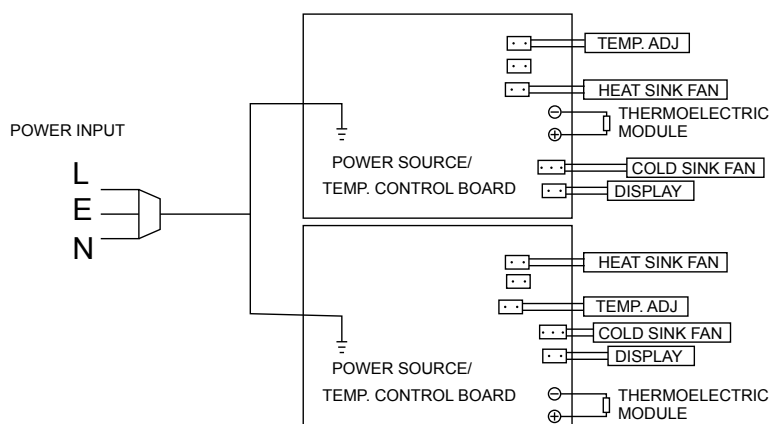 TEMP. ADJ
HEAT SINK FAN
THERMOELECTRIC
MODULE
POWER INPUT
L
E
N
POWER SOURCE/
TEMP. CONTROL BOARD
COLD SINK FAN
DISPLAY
HEAT SINK FAN
TEMP. ADJ
COLD SINK FAN
DISPLAY
POWER SOURCE/
TEMP. CONTROL BOARD
THERMOELECTRIC
MODULE